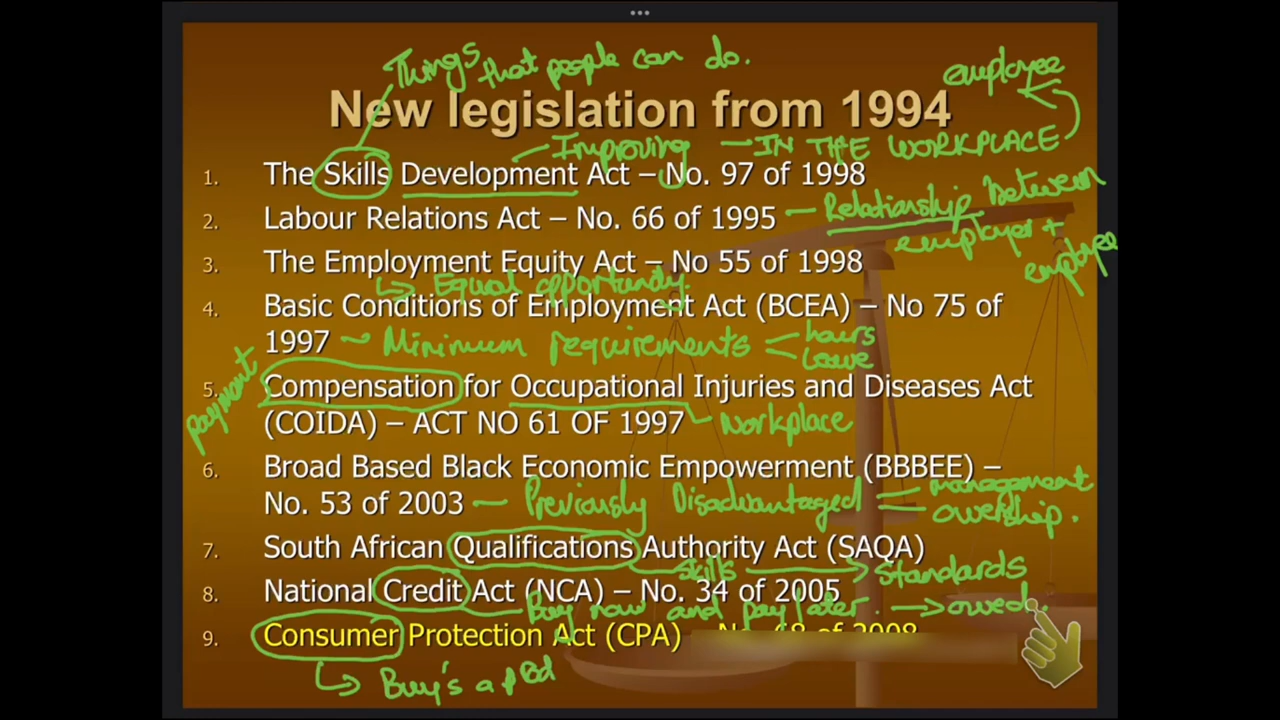 Things that people can do.
employee
New legislation from 1994
Improving – IN THE WORKPLACE
1. The Skills Development Act – No. 97 of 1998
2. Labour Relations Act – No. 66 of 1995 – Relationship between
employer + employee
3. The Employment Equity Act – No 55 of 1998
Equal opportunity.
4. Basic Conditions of Employment Act (BCEA) – No 75 of
1997 – Minimum requirements hours
Leave
payment
5. Compensation for Occupational Injuries and Diseases Act
(COIDA) – ACT NO 61 OF 1997 workplace
6. Broad Based Black Economic Empowerment (BBBEE) –
No. 53 of 2003 – Previously Disadvantaged management
owership.
7. South African Qualifications Authority Act (SAQA)
skills standards
8. National Credit Act (NCA) – No. 34 of 2005
Buy now and pay later. owed.
9. Consumer Protection Act (CPA) – No. 68 of 2008
Buy's a